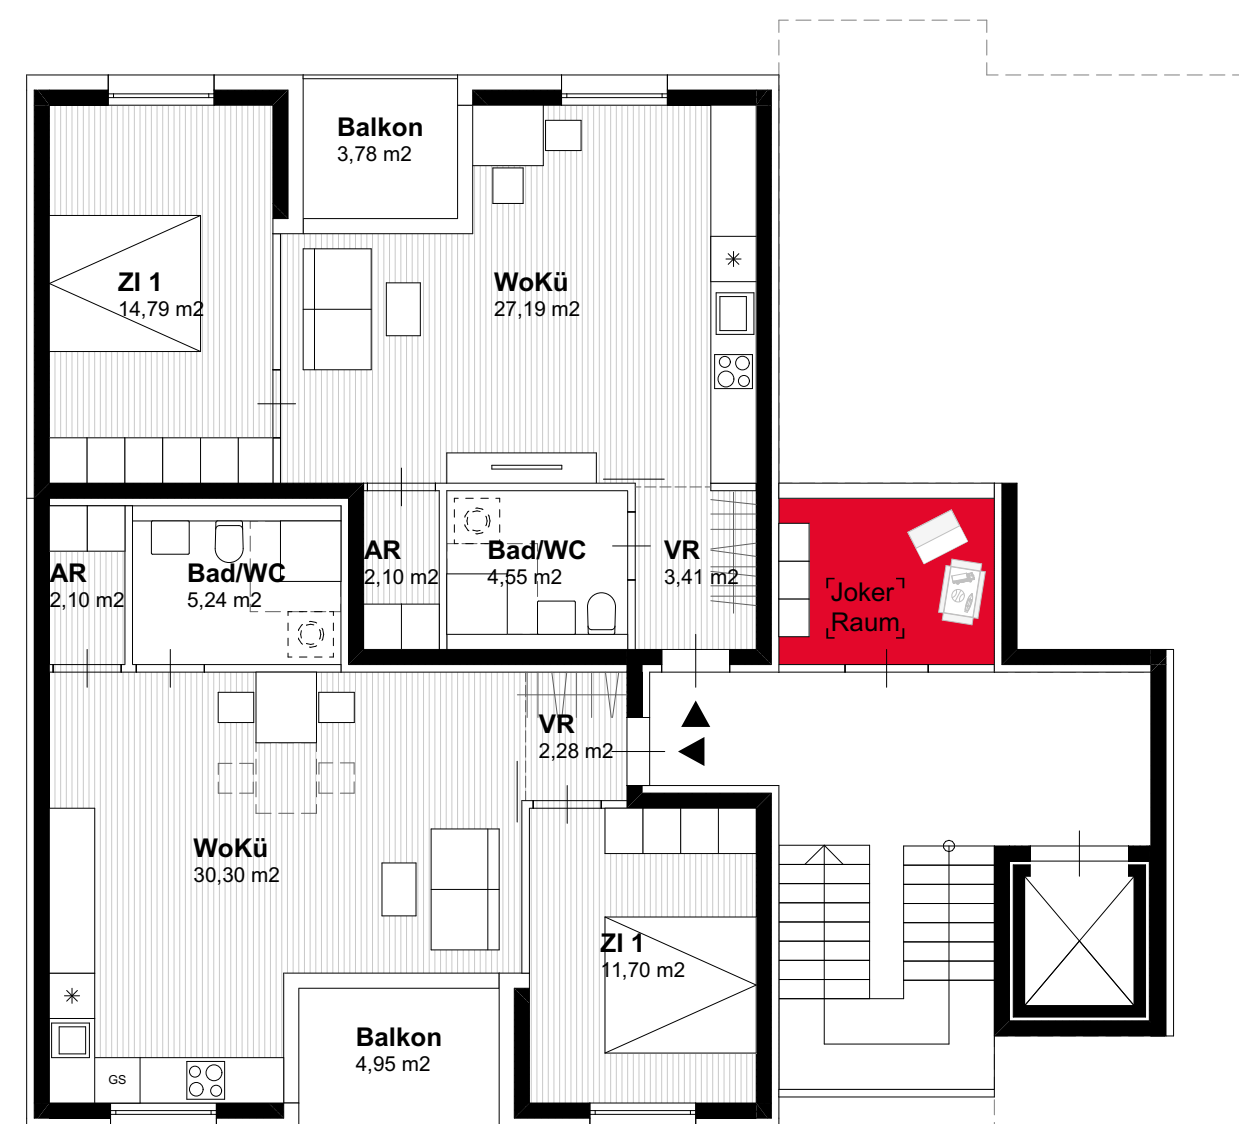 Balkon
3,78 m2
ZI 1
14,79 m2
WoKü
27,19 m2
AR
2,10 m2
Bad/WC
4,55 m2
VR
3,41 m2
AR
2,10 m2
Bad/WC
5,24 m2
Joker
Raum
VR
2,28 m2
WoKü
30,30 m2
ZI 1
11,70 m2
Balkon
4,95 m2
GS